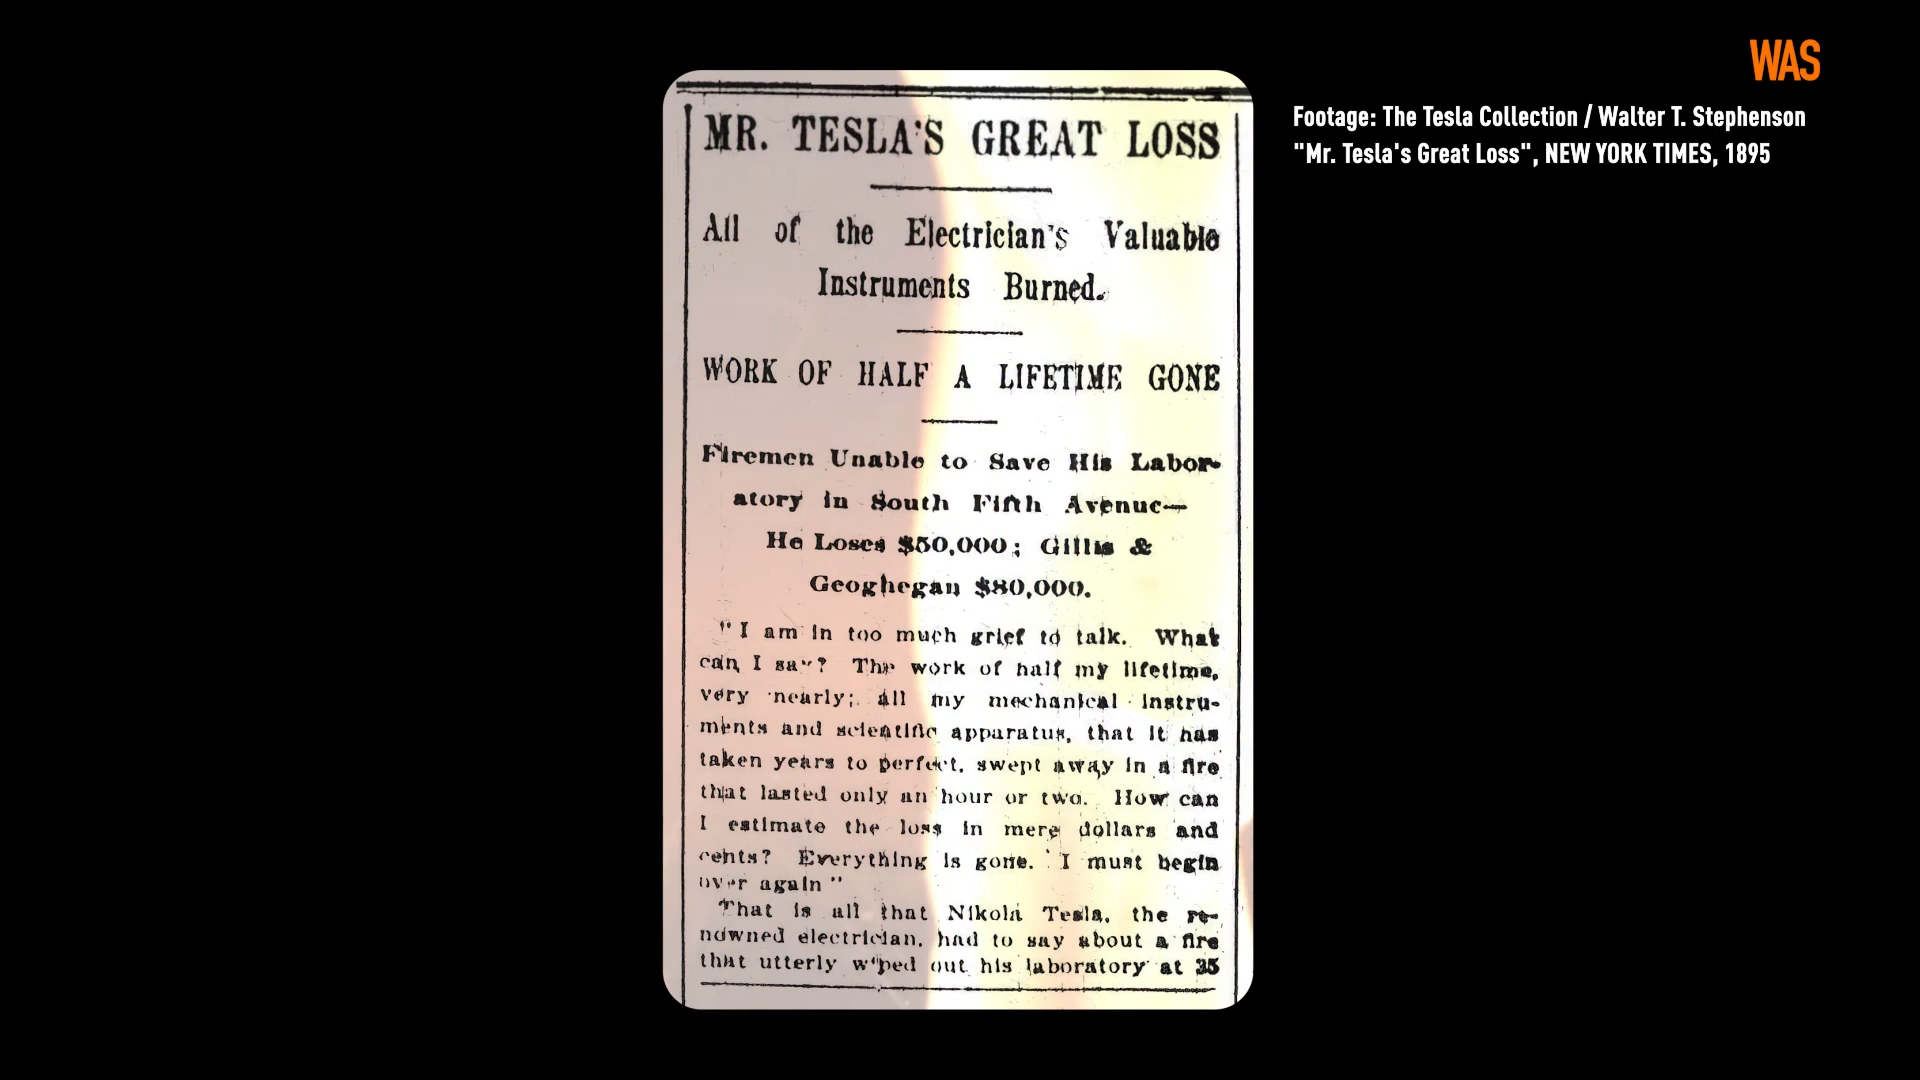 WAS
Footage: The Tesla Collection / Walter T. Stephenson
"Mr. Tesla's Great Loss", NEW YORK TIMES, 1895
MR. TESLA'S GREAT LOSS
All of the Electrician's Valuable
Instruments Burned.
WORK OF HALF A LIFETIME GONE
Firemen Unable to Save His Labor-
atory in South Fifth Avenue—
He Loses $50,000; Gillis &
Geoghegan $80,000.
"I am in too much grief to talk. What
can I say? The work of half my lifetime,
very nearly; all my mechanical instru-
ments and scientific apparatus, that it has
taken years to perfect, swept away in a fire
that lasted only an hour or two. How can
I estimate the loss in mere dollars and
cents? Everything is gone. I must begin
over again"
That is all that Nikola Tesla, the re-
nowned electrician, had to say about a fire
that utterly wiped out his laboratory at 35